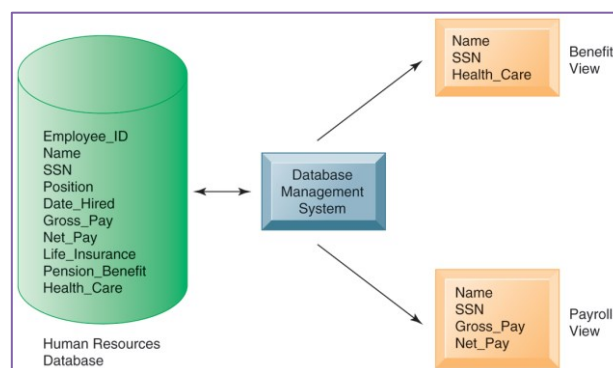 Employee_ID
Name
SSN
Position
Date_Hired
Gross_Pay
Net_Pay
Life_Insurance
Pension_Benefit
Health_Care
Human Resources
Database
Database
Management
System
Name
SSN
Health_Care
Benefit
View
Name
SSN
Gross_Pay
Net_Pay
Payroll
View